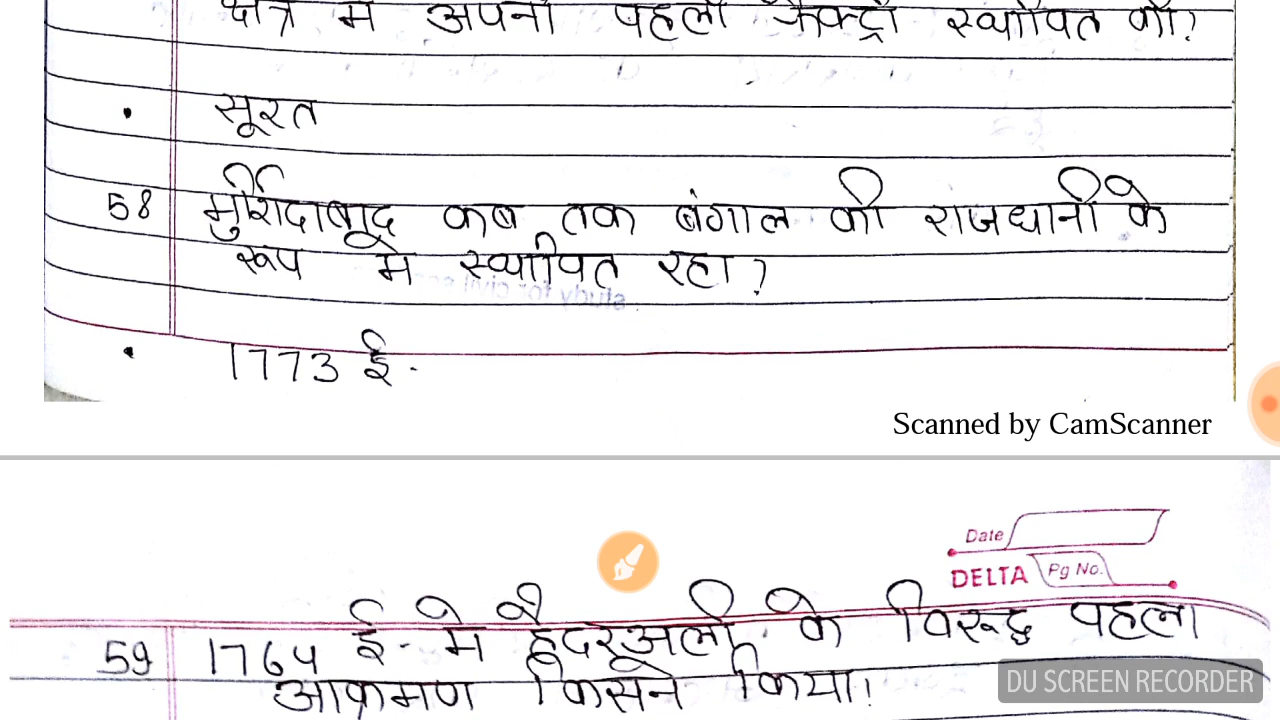 क्षेत्र मे अपनी पहली फैक्ट्री स्थापित की?
• सूरत
58 मुर्शिदाबाद कब तक बंगाल की राजधानी के
रूप मे स्थापित रहा?
• 1773 ई.
Scanned by CamScanner
Date
DELTA Pg No.
59 1764 ई. मे हैदरअली के विरुद्ध पहला
आक्रमण किसने किया?
DU SCREEN RECORDER